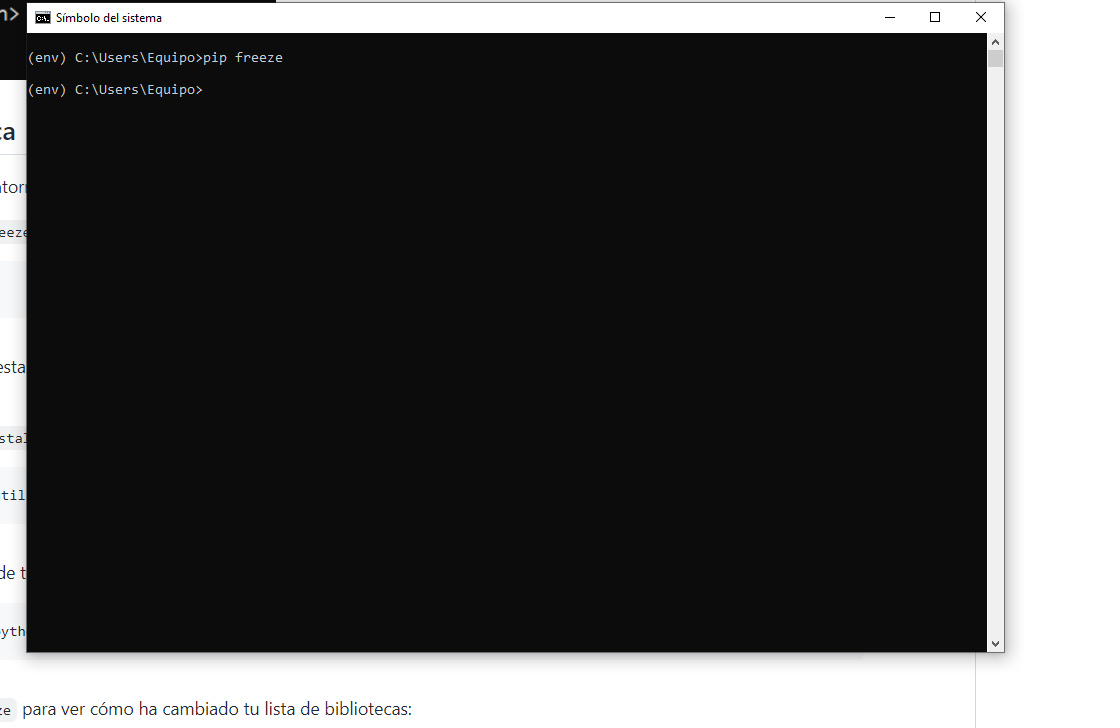 n>
Símbolo del sistema
(env) C:\Users\Equipo>pip freeze
(env) C:\Users\Equipo>
ta
ntorn
eeze
esta
stal
til
de t
yth
ze para ver cómo ha cambiado tu lista de bibliotecas: